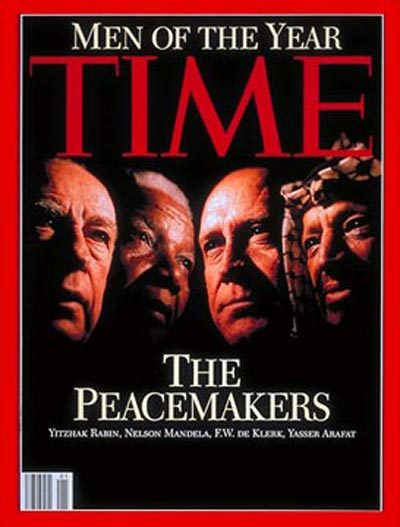 MEN OF THE YEAR
TIME
THE
PEACEMAKERS
YITZHAK RABIN, NELSON MANDELA, F.W. DE KLERK, YASSER ARAFAT